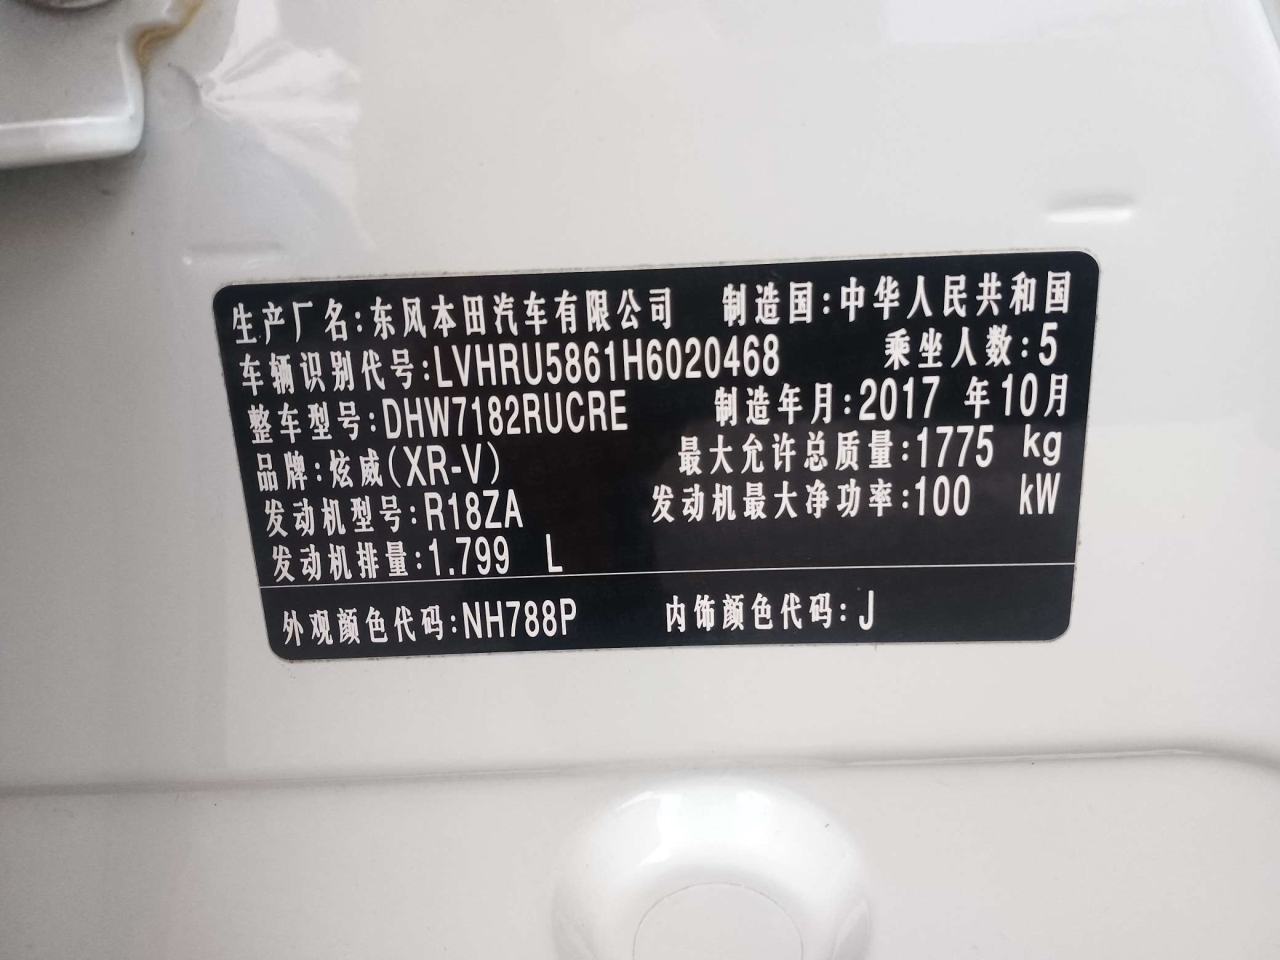 生产厂名:东风本田汽车有限公司 制造国:中华人民共和国
车辆识别代号:LVHRU5861H6020468 乘坐人数:5
整车型号:DHW7182RUCRE 制造年月:2017 年10月
品牌:炫威(XR-V) 最大允许总质量:1775 kg
发动机型号:R18ZA 发动机最大净功率:100 kW
发动机排量:1.799 L
外观颜色代码:NH788P 内饰颜色代码:J